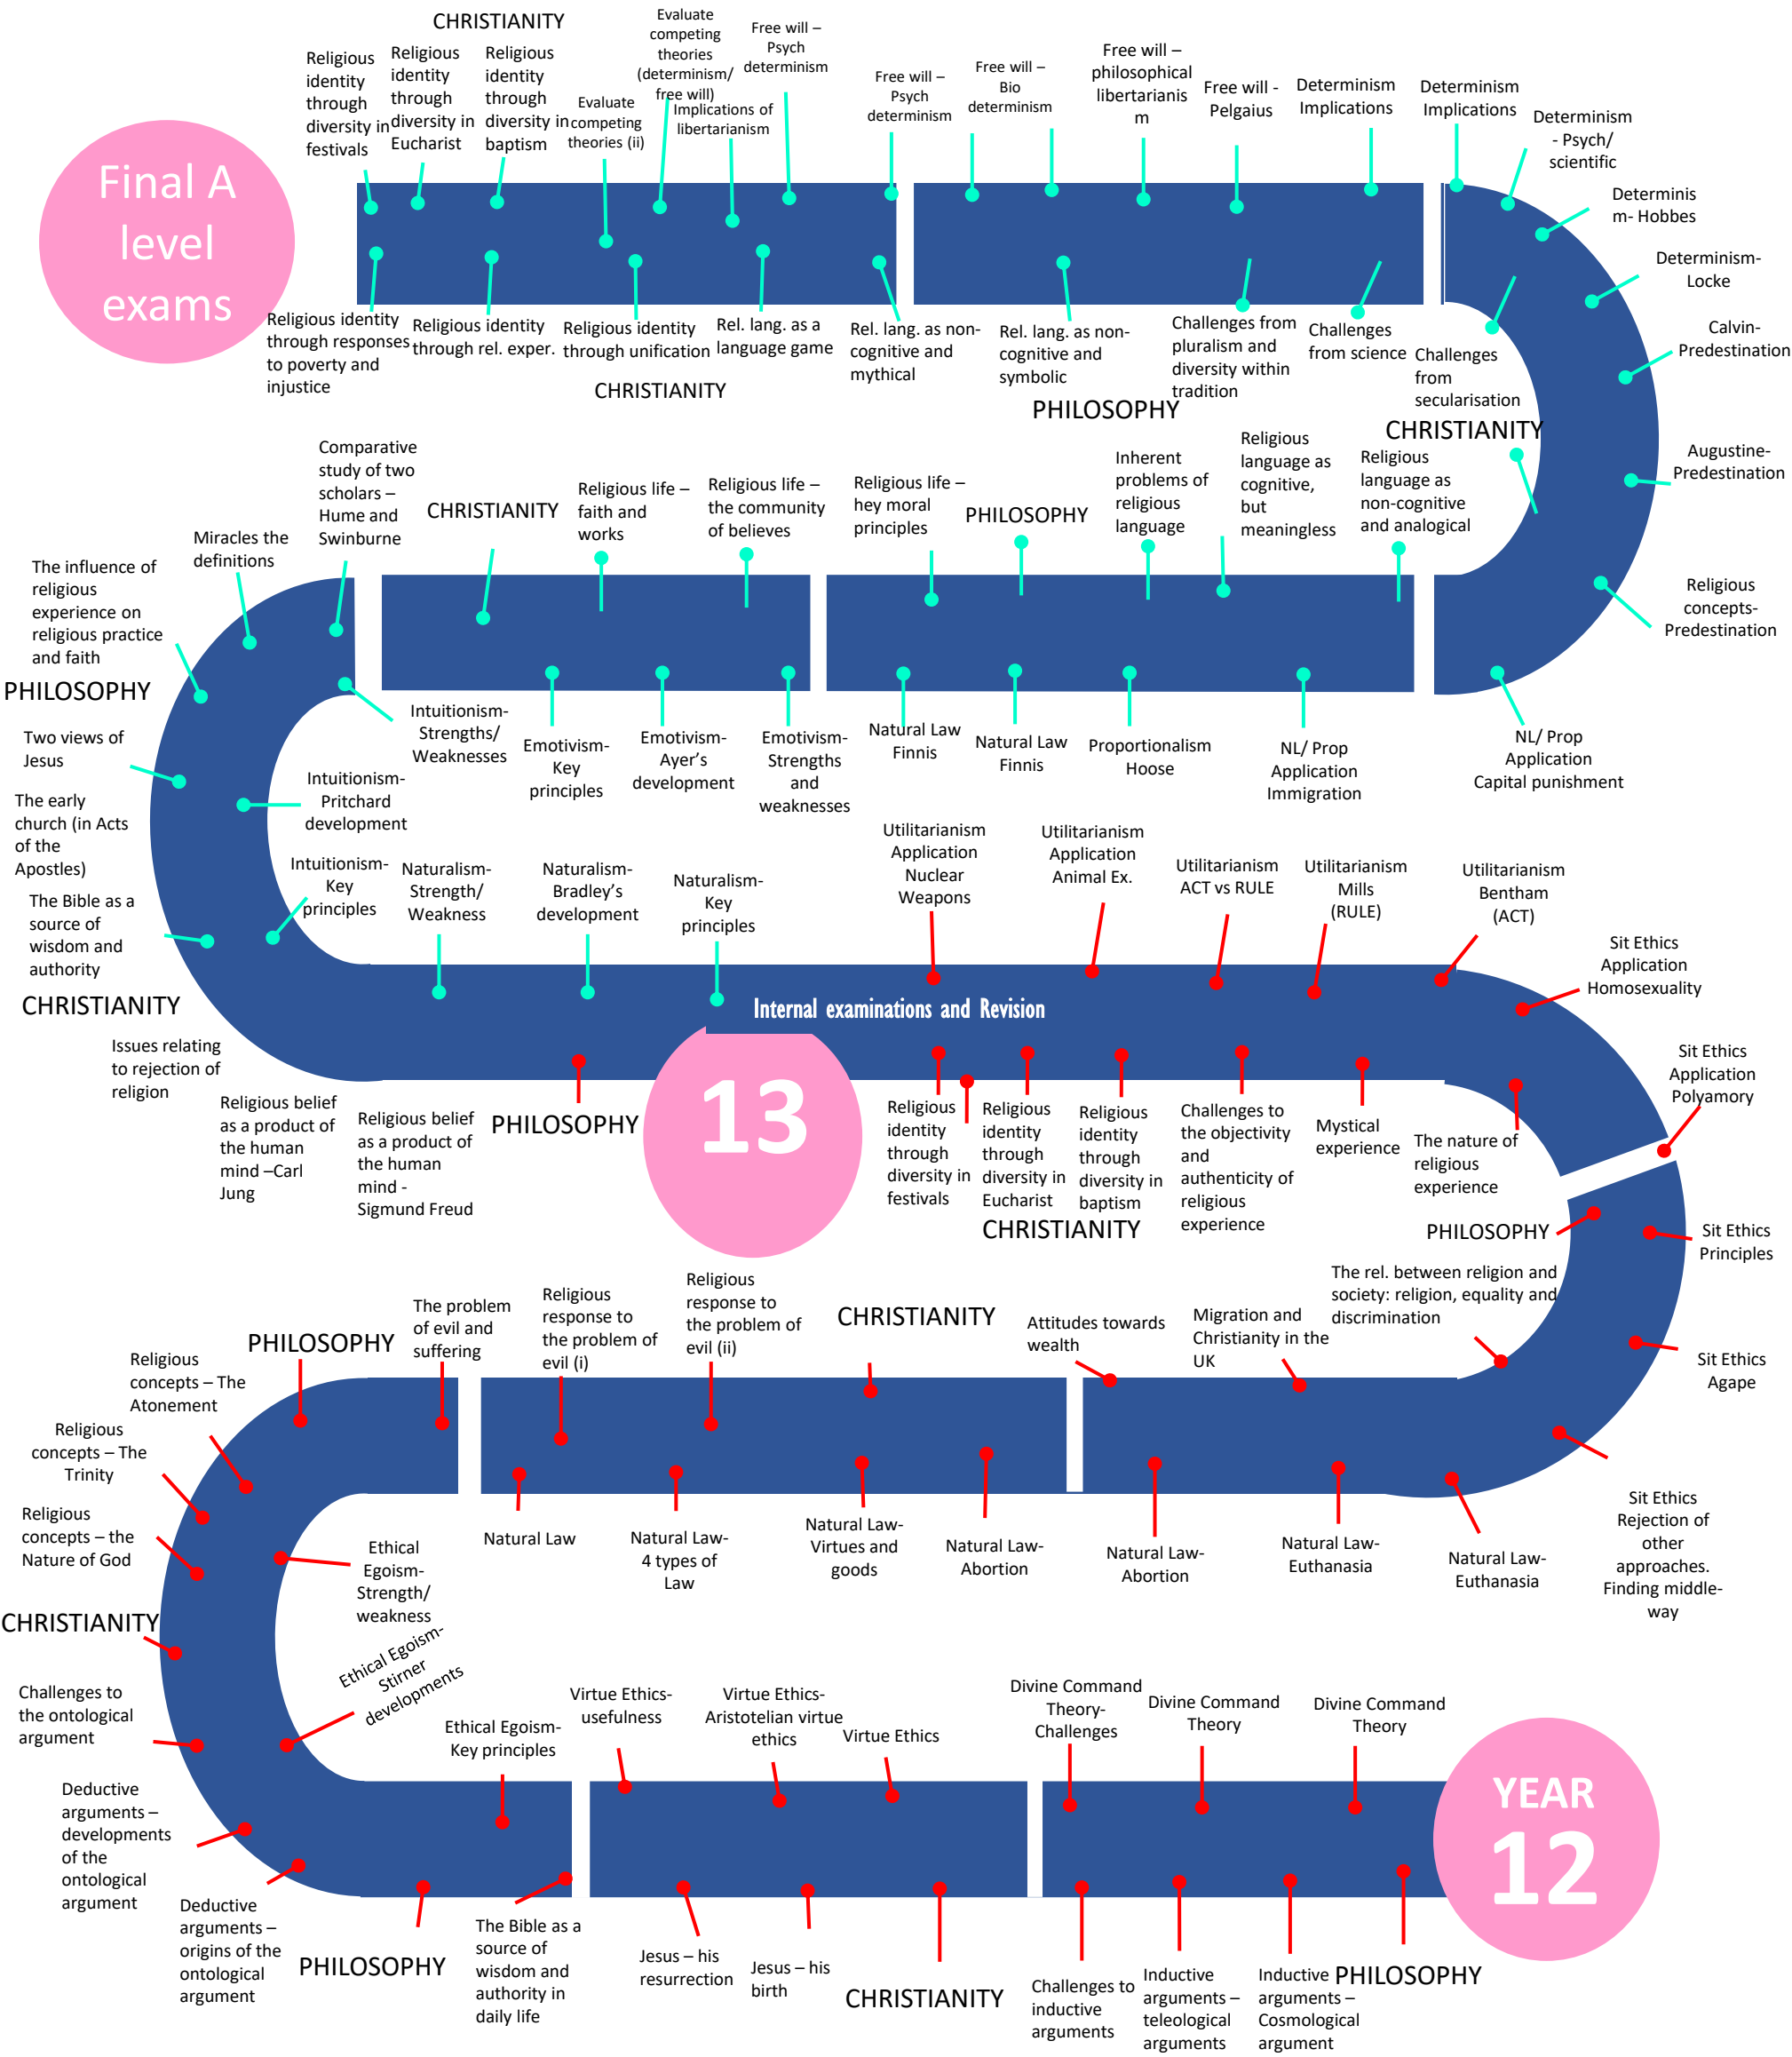 CHRISTIANITY
Religious
identity
through
diversity in
festivals
Religious
identity
through
diversity in
Eucharist
Religious
identity
through
diversity in
baptism
Evaluate
competing
theories (ii)
Evaluate
competing
theories
(determinism/
free will)
Implications of
libertarianism
Free will –
Psych
determinism
Free will –
Psych
determinism
Free will –
Bio
determinism
Free will –
philosophical
libertarianis
m
Free will -
Pelgaius
Determinism
Implications
Determinism
Implications
Determinism
- Psych/
scientific
Determinis
m- Hobbes
Determinism-
Locke
Calvin-
Predestination
Augustine-
Predestination
Religious
concepts-
Predestination
Final A
level
exams
Religious identity
through responses
to poverty and
injustice
Religious identity
through rel. exper.
Religious identity
through unification
CHRISTIANITY
Rel. lang. as a
language game
Rel. lang. as non-
cognitive and
mythical
Rel. lang. as non-
cognitive and
symbolic
PHILOSOPHY
Challenges from
pluralism and
diversity within
tradition
Challenges
from science
Challenges
from
secularisation
CHRISTIANITY
Comparative
study of two
scholars –
Hume and
Swinburne
CHRISTIANITY
Religious life –
faith and
works
Religious life –
the community
of believes
Religious life –
hey moral
principles
PHILOSOPHY
Inherent
problems of
religious
language
Religious
language as
cognitive,
but
meaningless
Religious
language as
non-cognitive
and analogical
Miracles the
definitions
The influence of
religious
experience on
religious practice
and faith
PHILOSOPHY
Two views of
Jesus
The early
church (in Acts
of the
Apostles)
The Bible as a
source of
wisdom and
authority
CHRISTIANITY
Intuitionism-
Strengths/
Weaknesses
Emotivism-
Key
principles
Emotivism-
Ayer's
development
Emotivism-
Strengths
and
weaknesses
Natural Law
Finnis
Natural Law
Finnis
Proportionalism
Hoose
NL/ Prop
Application
Immigration
NL/ Prop
Application
Capital punishment
Intuitionism-
Pritchard
development
Intuitionism-
Key
principles
Naturalism-
Strength/
Weakness
Naturalism-
Bradley's
development
Naturalism-
Key
principles
Utilitarianism
Application
Nuclear
Weapons
Utilitarianism
Application
Animal Ex.
Utilitarianism
ACT vs RULE
Utilitarianism
Mills
(RULE)
Utilitarianism
Bentham
(ACT)
Sit Ethics
Application
Homosexuality
Sit Ethics
Application
Polyamory
Internal examinations and Revision
Issues relating
to rejection of
religion
Religious belief
as a product of
the human
mind –Carl
Jung
Religious belief
as a product of
the human
mind -
Sigmund Freud
PHILOSOPHY
13
Religious
identity
through
diversity in
festivals
Religious
identity
through
diversity in
Eucharist
Religious
identity
through
diversity in
baptism
CHRISTIANITY
Challenges to
the objectivity
and
authenticity of
religious
experience
Mystical
experience
The nature of
religious
experience
PHILOSOPHY
Sit Ethics
Principles
Sit Ethics
Agape
Sit Ethics
Rejection of
other
approaches.
Finding middle-
way
PHILOSOPHY
The problem
of evil and
suffering
Religious
response to
the problem of
evil (i)
Religious
response to
the problem of
evil (ii)
CHRISTIANITY
Attitudes towards
wealth
Migration and
Christianity in the
UK
The rel. between religion and
society: religion, equality and
discrimination
Religious
concepts – The
Atonement
Religious
concepts – The
Trinity
Religious
concepts – the
Nature of God
CHRISTIANITY
Natural Law
Natural Law-
4 types of
Law
Natural Law-
Virtues and
goods
Natural Law-
Abortion
Natural Law-
Abortion
Natural Law-
Euthanasia
Natural Law-
Euthanasia
Ethical
Egoism-
Strength/
weakness
Ethical Egoism-
Stirner
developments
Challenges to
the ontological
argument
Deductive
arguments –
developments
of the
ontological
argument
Deductive
arguments –
origins of the
ontological
argument
Ethical Egoism-
Key principles
Virtue Ethics-
usefulness
Virtue Ethics-
Aristotelian virtue
ethics
Virtue Ethics
Divine Command
Theory-
Challenges
Divine Command
Theory
Divine Command
Theory
YEAR
12
PHILOSOPHY
The Bible as a
source of
wisdom and
authority in
daily life
Jesus – his
resurrection
Jesus – his
birth
CHRISTIANITY
Challenges to
inductive
arguments
Inductive
arguments –
teleological
arguments
Inductive
arguments –
Cosmological
argument
PHILOSOPHY